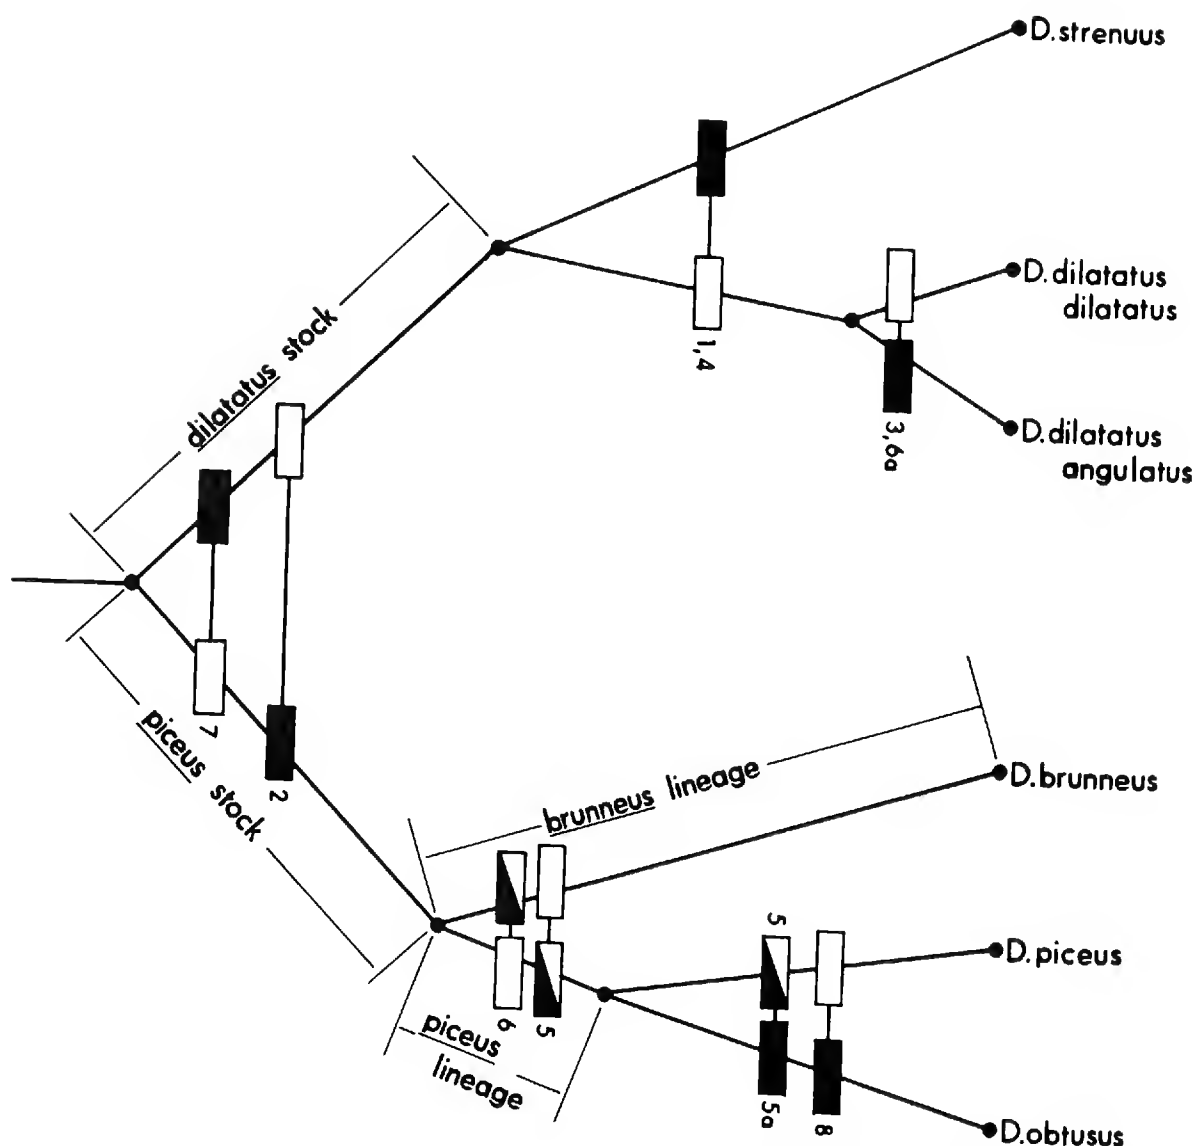 D.strenuus
D.dilatatus
dilatatus
1,4
3,6a
D.dilatatus
angulatus
dilatatus stock
7
2
piceus stock
brunneus lineage
D.brunneus
6
5
piceus
lineage
5
5a
8
D.piceus
D.obtusus